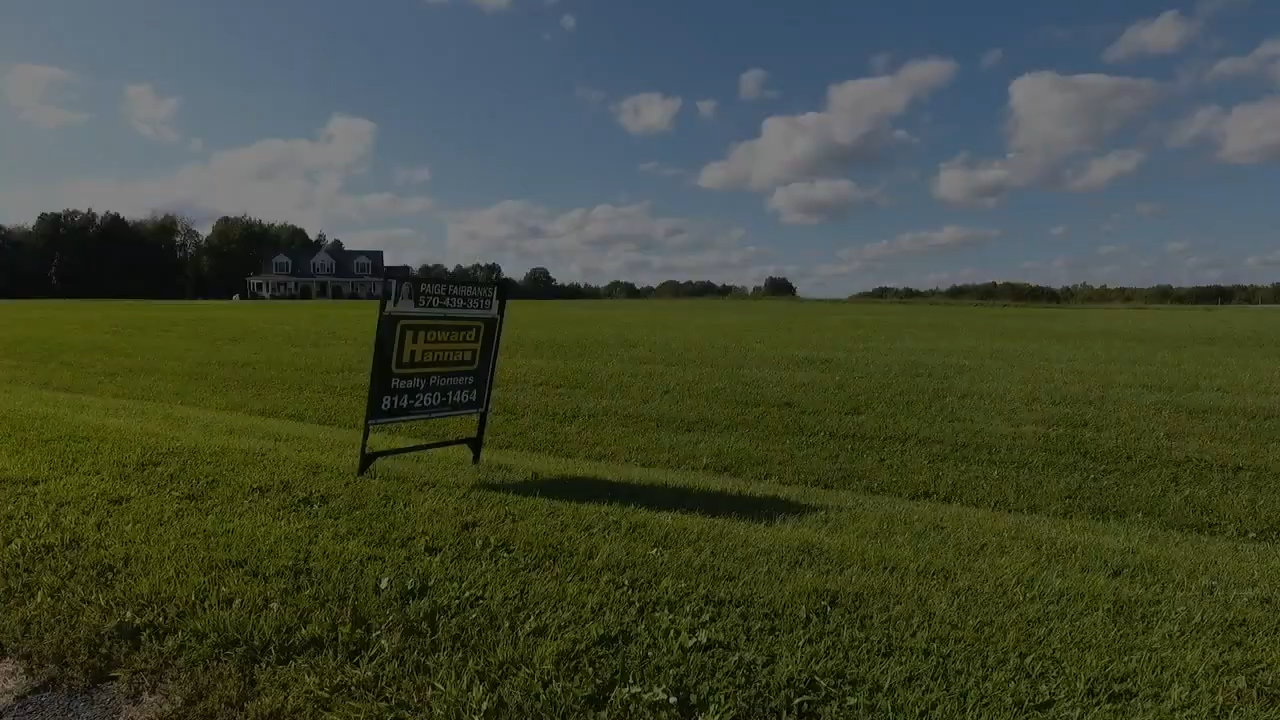 PAIGE FAIRBANKS
570-439-3519
Howard
Hanna
Realty Pioneers
814-260-1464